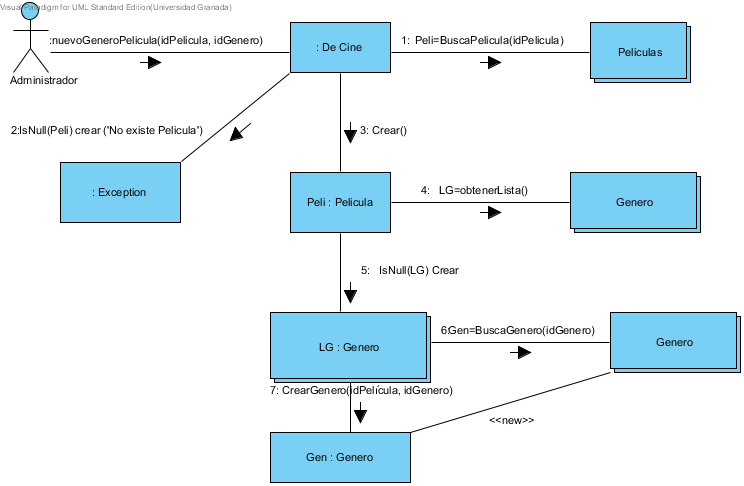 Visual Paradigm for UML Standard Edition(Universidad Granada)
:nuevoGeneroPelicula(idPelicula, idGenero)
: De Cine
1: Peli=BuscaPelicula(idPelicula)
Peliculas
Administrador
2:IsNull(Peli) crear ('No existe Pelicula')
3: Crear()
: Exception
Peli : Pelicula
4: LG=obtenerLista()
Genero
5: IsNull(LG) Crear
LG : Genero
6:Gen=BuscaGenero(idGenero)
Genero
7: CrearGenero(idPelícula, idGenero)
<<new>>
Gen : Genero